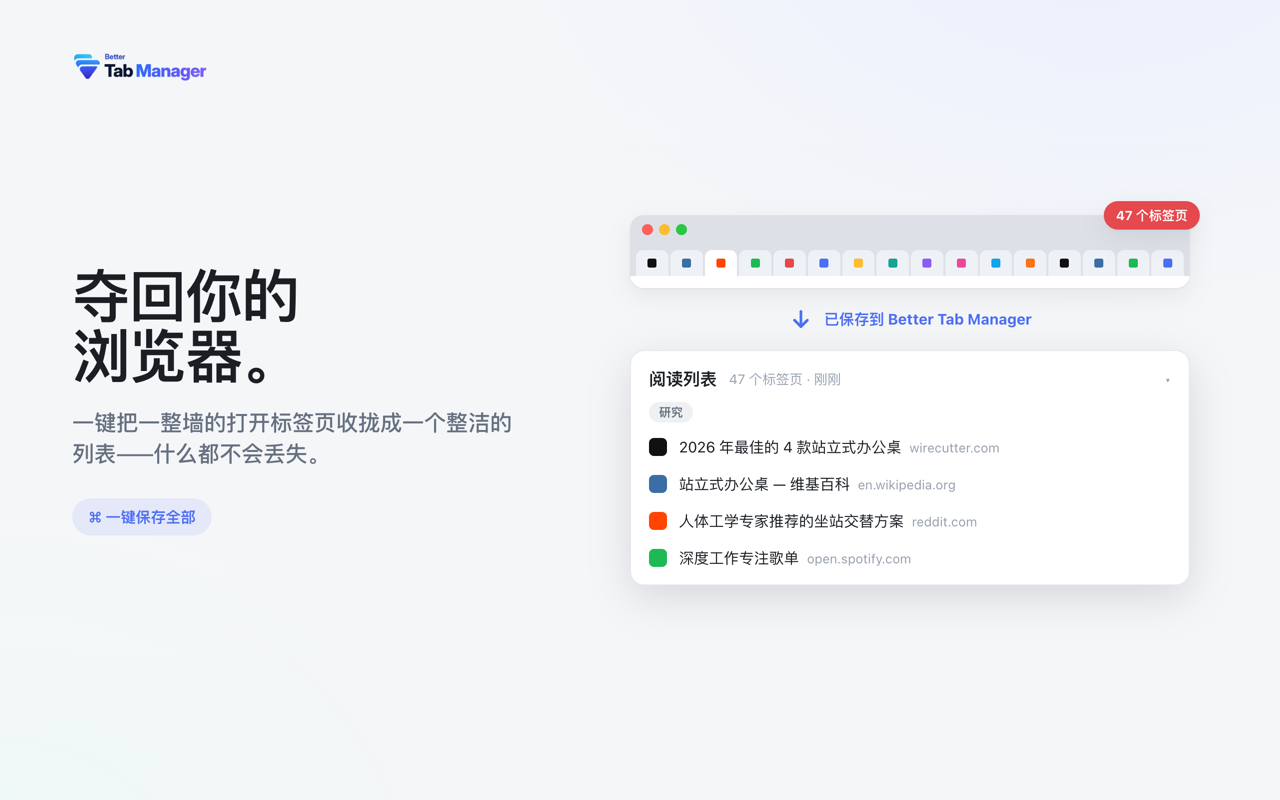 Better
Tab Manager
夺回你的
浏览器。
一键把一整墙的打开标签页收拢成一个整洁的
列表——什么都不会丢失。
⌘ 一键保存全部
47 个标签页
已保存到 Better Tab Manager
阅读列表 47 个标签页 · 刚刚
研究
2026 年最佳的 4 款站立式办公桌 wirecutter.com
站立式办公桌 — 维基百科 en.wikipedia.org
人体工学专家推荐的坐站交替方案 reddit.com
深度工作专注歌单 open.spotify.com